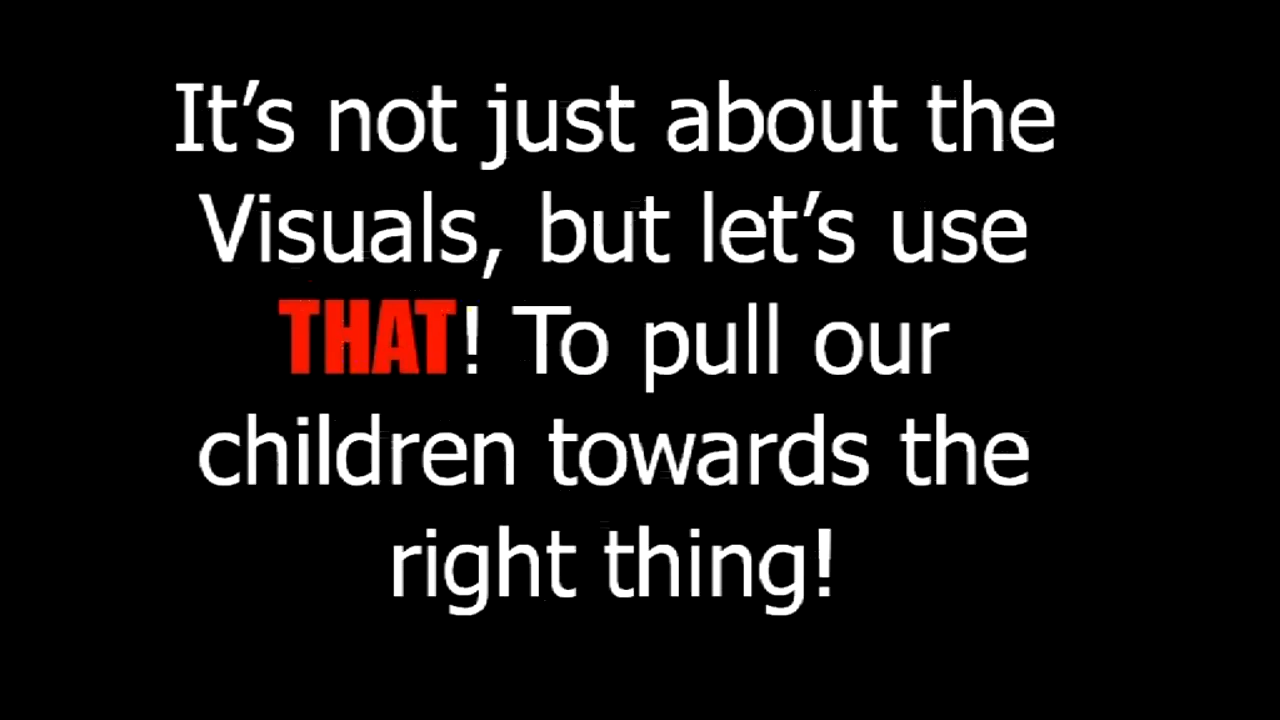 It’s not just about the
Visuals, but let’s use
THAT! To pull our
children towards the
right thing!